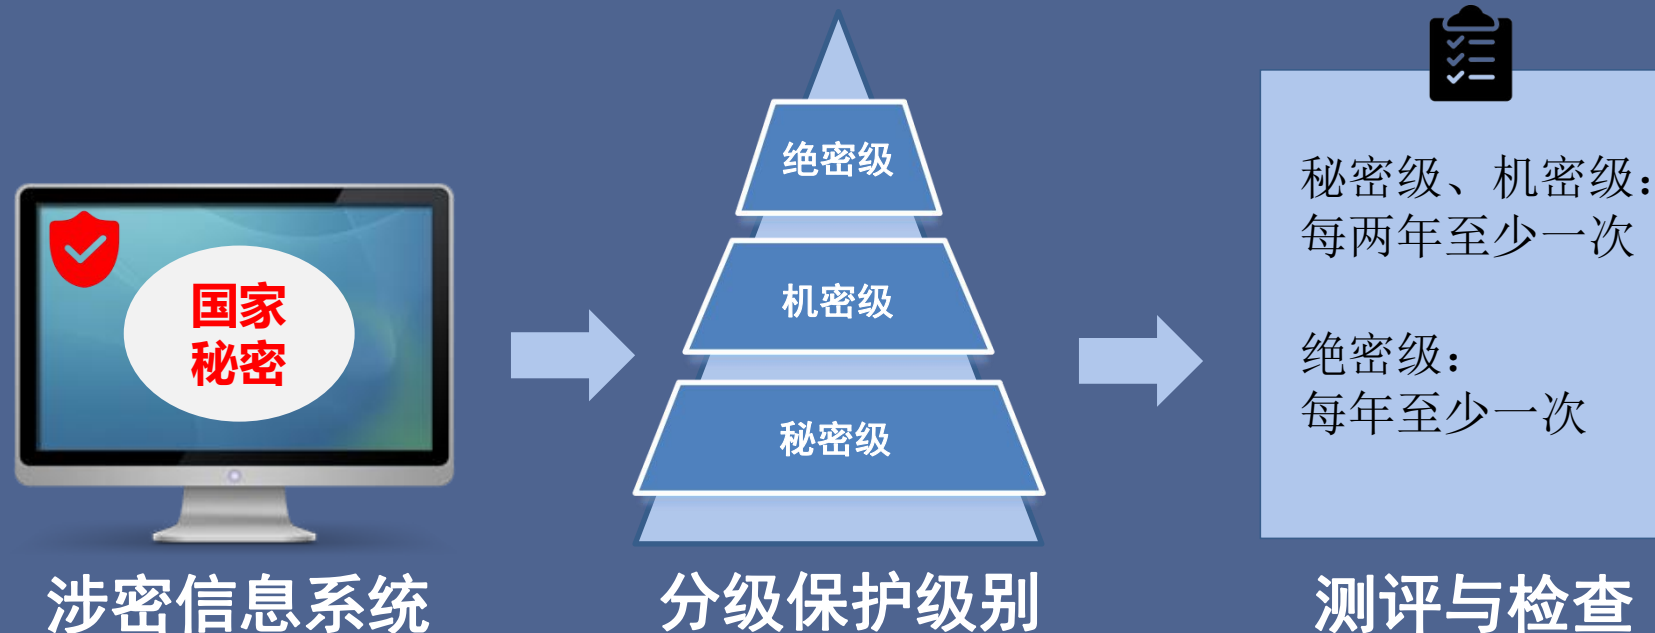 国家
秘密
涉密信息系统
绝密级
机密级
秘密级
分级保护级别
秘密级、机密级：
每两年至少一次
绝密级：
每年至少一次
测评与检查